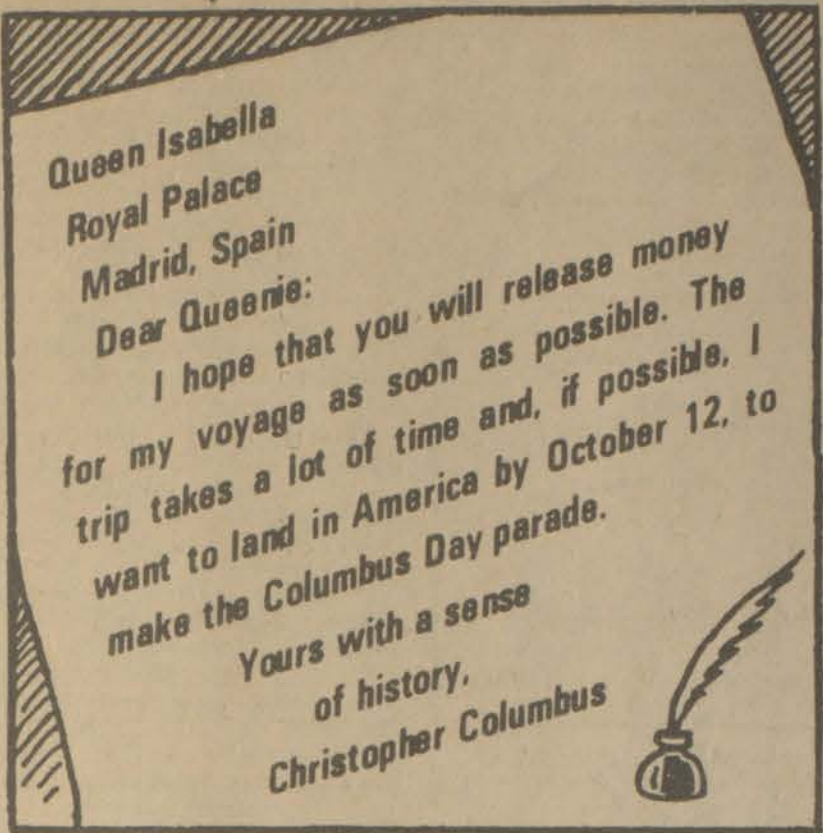 Queen Isabella
Royal Palace
Madrid, Spain
Dear Queenie:
I hope that you will release money
for my voyage as soon as possible. The
trip takes a lot of time and, if possible, I
want to land in America by October 12, to
make the Columbus Day parade.
Yours with a sense
of history,
Christopher Columbus